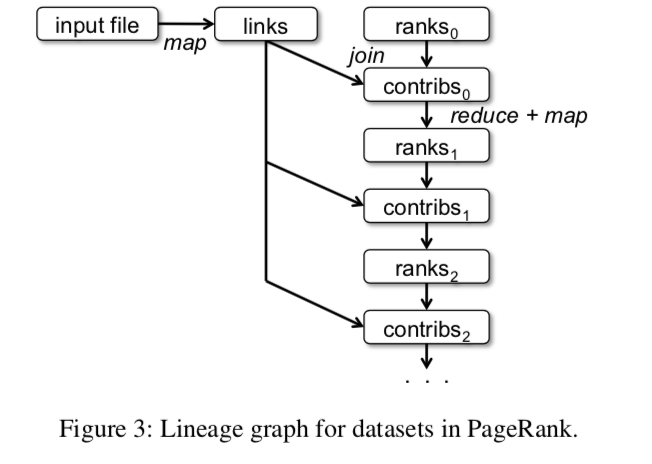 input file
map
links
ranks0
join
contribs0
reduce + map
ranks1
contribs1
ranks2
contribs2
. . .
Figure 3: Lineage graph for datasets in PageRank.